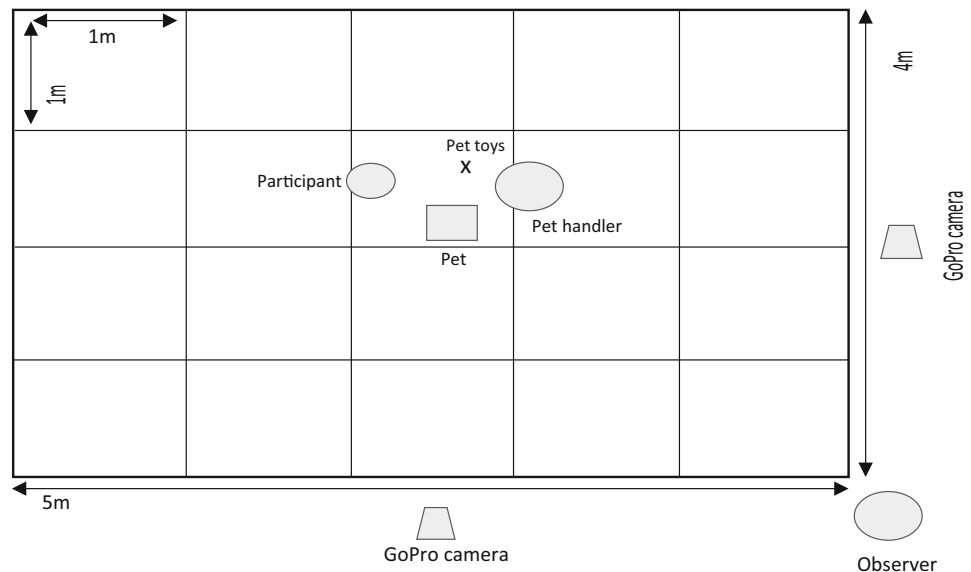 1m
1m
4m
Pet toys
x
Participant
Pet handler
Pet
GoPro camera
5m
GoPro camera
Observer